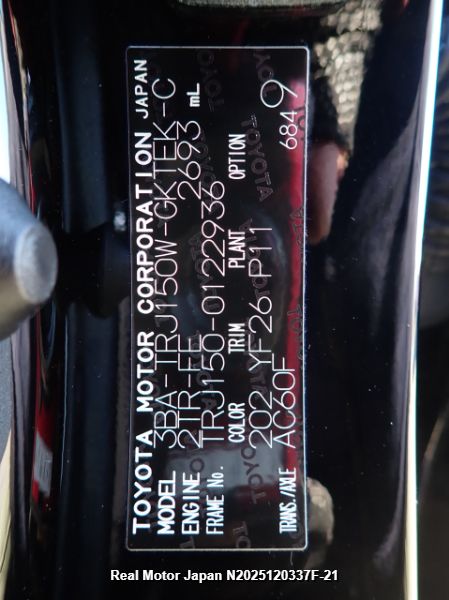 TOYOTA MOTOR CORPORATION JAPAN
MODEL 3BA-TRJ150W-GKTEK-C
ENGINE 2TR-FE 2693 mL
FRAME No. TRJ150-0122936
COLOR TRIM PLANT OPTION
202 YF26 P11 684 9
TRANS./AXLE AC60F
Real Motor Japan N2025120337F-21